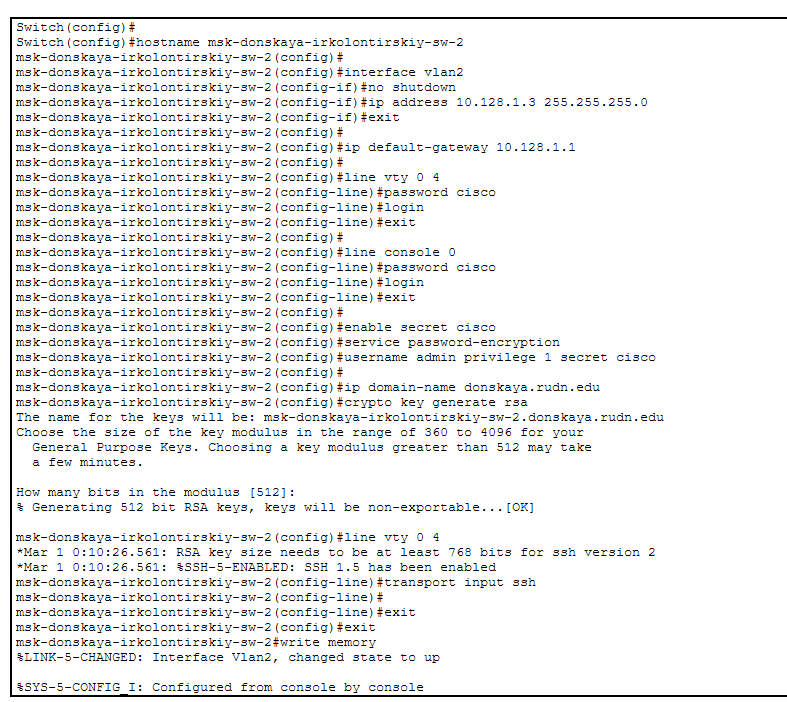 Switch(config)#
Switch(config)#hostname msk-donskaya-irkolontirskiy-sw-2
msk-donskaya-irkolontirskiy-sw-2(config)#
msk-donskaya-irkolontirskiy-sw-2(config)#interface vlan2
msk-donskaya-irkolontirskiy-sw-2(config-if)#no shutdown
msk-donskaya-irkolontirskiy-sw-2(config-if)#ip address 10.128.1.3 255.255.255.0
msk-donskaya-irkolontirskiy-sw-2(config-if)#exit
msk-donskaya-irkolontirskiy-sw-2(config)#
msk-donskaya-irkolontirskiy-sw-2(config)#ip default-gateway 10.128.1.1
msk-donskaya-irkolontirskiy-sw-2(config)#
msk-donskaya-irkolontirskiy-sw-2(config)#line vty 0 4
msk-donskaya-irkolontirskiy-sw-2(config-line)#password cisco
msk-donskaya-irkolontirskiy-sw-2(config-line)#login
msk-donskaya-irkolontirskiy-sw-2(config-line)#exit
msk-donskaya-irkolontirskiy-sw-2(config)#
msk-donskaya-irkolontirskiy-sw-2(config)#line console 0
msk-donskaya-irkolontirskiy-sw-2(config-line)#password cisco
msk-donskaya-irkolontirskiy-sw-2(config-line)#login
msk-donskaya-irkolontirskiy-sw-2(config-line)#exit
msk-donskaya-irkolontirskiy-sw-2(config)#
msk-donskaya-irkolontirskiy-sw-2(config)#enable secret cisco
msk-donskaya-irkolontirskiy-sw-2(config)#service password-encryption
msk-donskaya-irkolontirskiy-sw-2(config)#username admin privilege 1 secret cisco
msk-donskaya-irkolontirskiy-sw-2(config)#
msk-donskaya-irkolontirskiy-sw-2(config)#ip domain-name donskaya.rudn.edu
msk-donskaya-irkolontirskiy-sw-2(config)#crypto key generate rsa
The name for the keys will be: msk-donskaya-irkolontirskiy-sw-2.donskaya.rudn.edu
Choose the size of the key modulus in the range of 360 to 4096 for your
General Purpose Keys. Choosing a key modulus greater than 512 may take
a few minutes.
How many bits in the modulus [512]:
% Generating 512 bit RSA keys, keys will be non-exportable...[OK]
msk-donskaya-irkolontirskiy-sw-2(config)#line vty 0 4
*Mar 1 0:10:26.561: RSA key size needs to be at least 768 bits for ssh version 2
*Mar 1 0:10:26.561: %SSH-5-ENABLED: SSH 1.5 has been enabled
msk-donskaya-irkolontirskiy-sw-2(config-line)#transport input ssh
msk-donskaya-irkolontirskiy-sw-2(config-line)#
msk-donskaya-irkolontirskiy-sw-2(config-line)#exit
msk-donskaya-irkolontirskiy-sw-2(config)#exit
msk-donskaya-irkolontirskiy-sw-2#write memory
%LINK-5-CHANGED: Interface Vlan2, changed state to up
%SYS-5-CONFIG_I: Configured from console by console